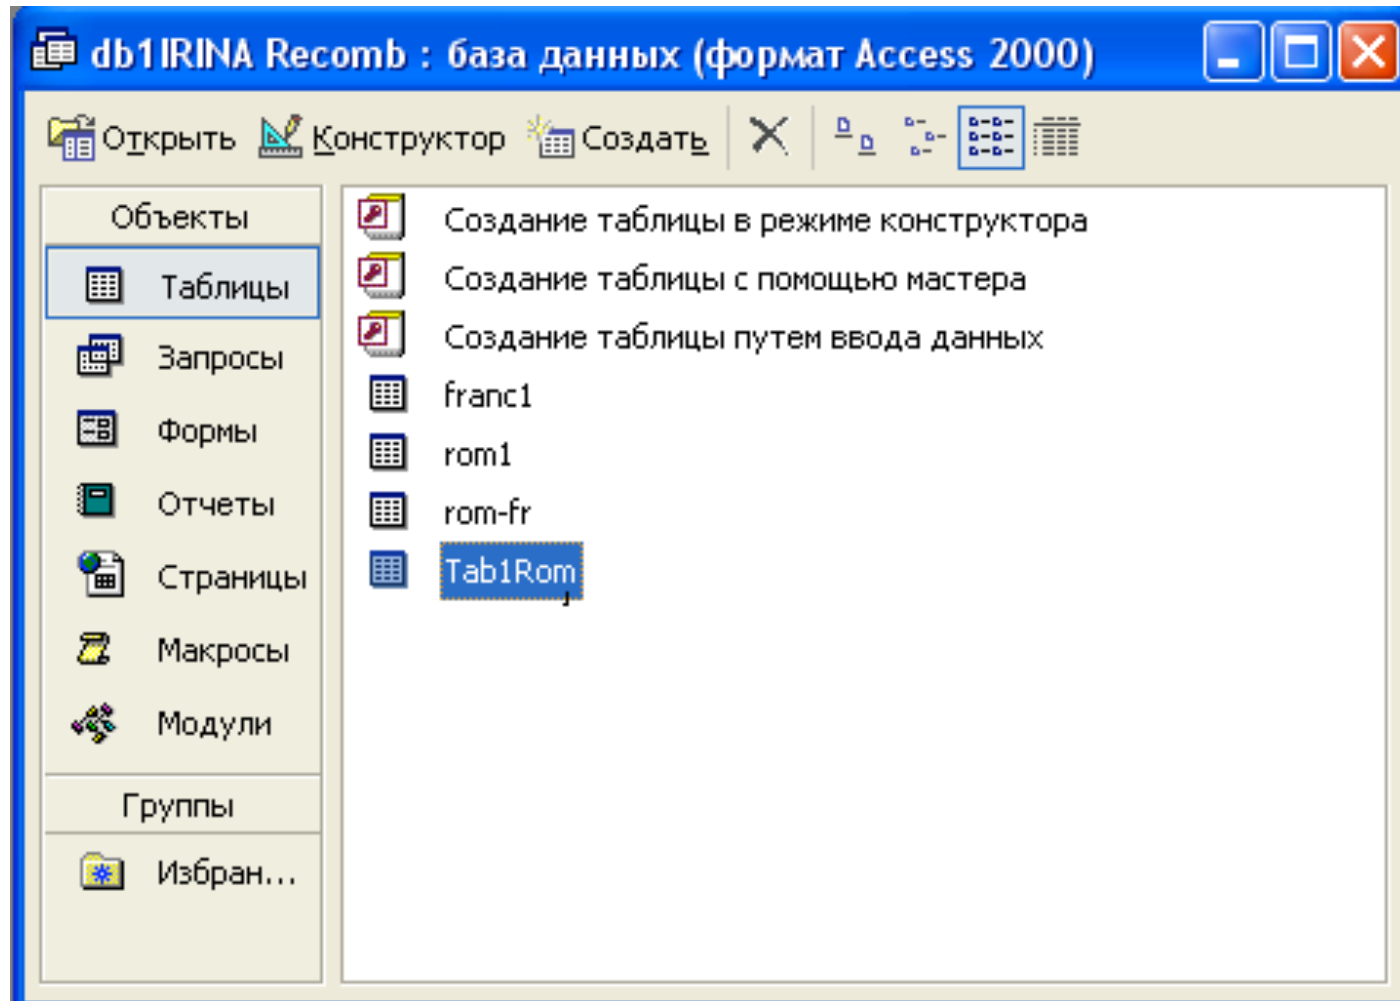 db1IRINA Recomb : база данных (формат Access 2000)
Открыть Конструктор Создать
Объекты
Таблицы
Запросы
Формы
Отчеты
Страницы
Макросы
Модули
Группы
Избран...
Создание таблицы в режиме конструктора
Создание таблицы с помощью мастера
Создание таблицы путем ввода данных
franc1
rom1
rom-fr
Tab1Rom